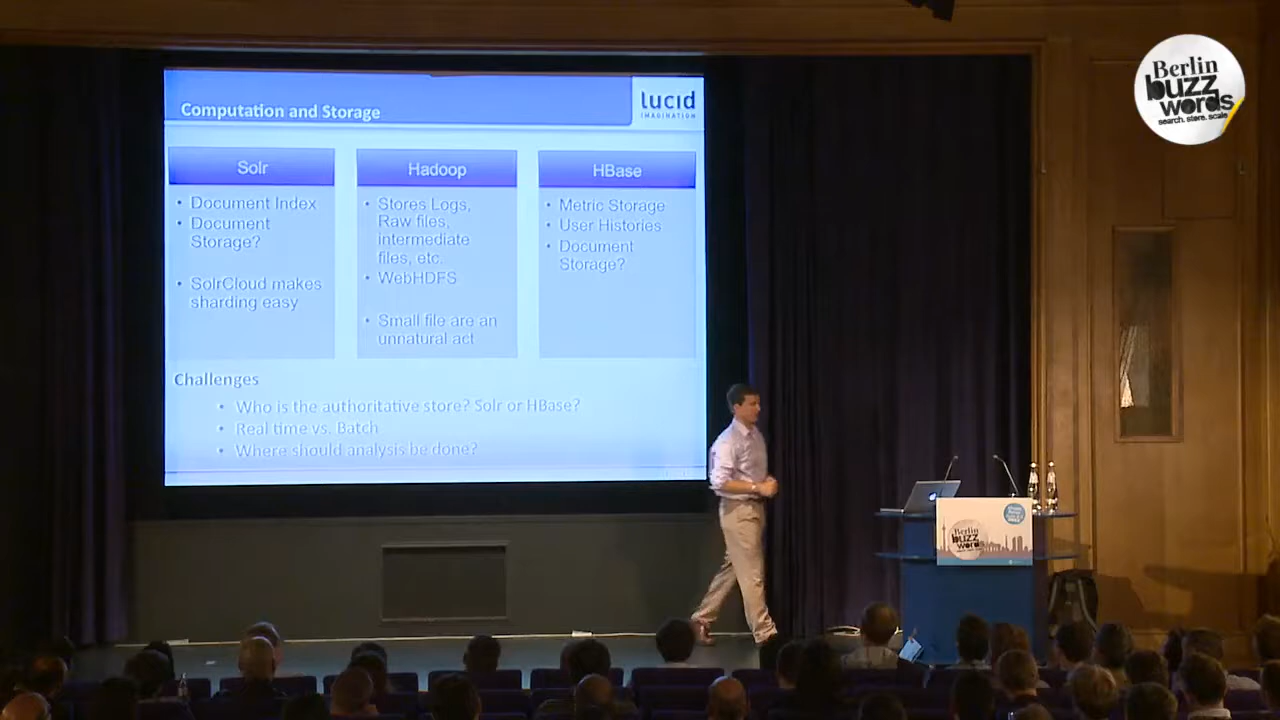 Computation and Storage
lucid
IMAGINATION
Solr
• Document Index
• Document
Storage?
• SolrCloud makes
sharding easy
Hadoop
• Stores Logs,
Raw files,
intermediate
files, etc.
• WebHDFS
• Small file are an
unnatural act
HBase
• Metric Storage
• User Histories
• Document
Storage?
Challenges
• Who is the authoritative store? Solr or HBase?
• Real time vs. Batch
• Where should analysis be done?
Berlin
buzz
words
search. store. scale
Berlin
buzz
words